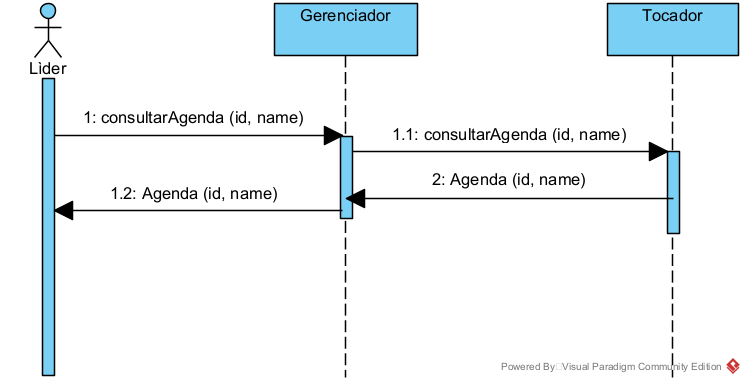 Gerenciador
Tocador
Lìder
1: consultarAgenda (id, name)
1.1: consultarAgenda (id, name)
2: Agenda (id, name)
1.2: Agenda (id, name)
Powered By Visual Paradigm Community Edition